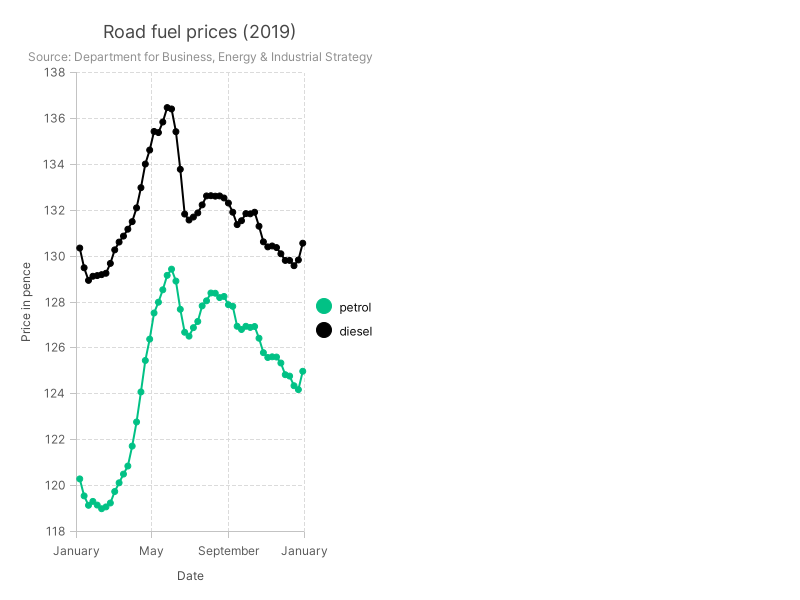 Road fuel prices (2019)
Source: Department for Business, Energy & Industrial Strategy
138
136
134
132
130
128
126
124
122
120
118
Price in pence
January
May
September
January
Date
petrol
diesel